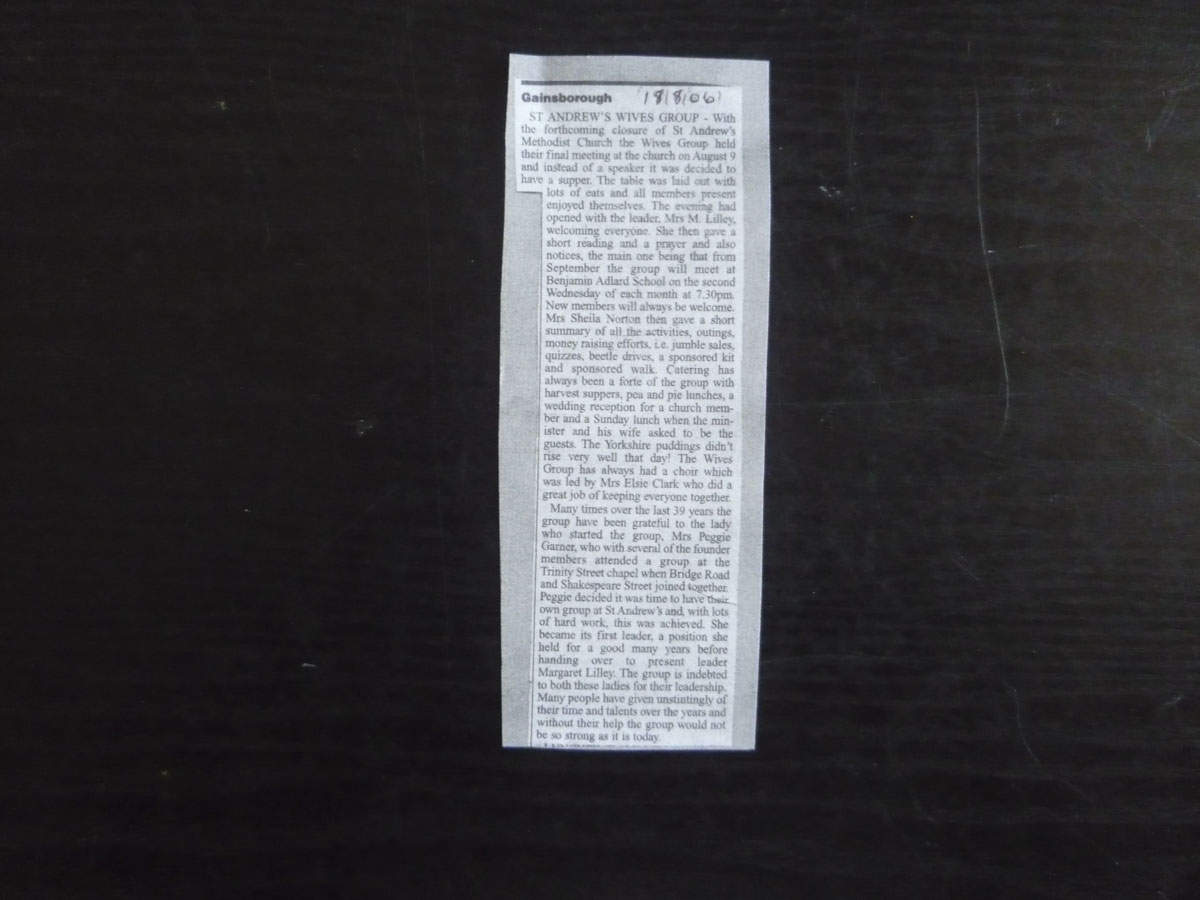 Gainsborough 18/8/06
ST ANDREW'S WIVES GROUP - With
the forthcoming closure of St Andrew's
Methodist Church the Wives Group held
their final meeting at the church on August 9
and instead of a speaker it was decided to
have a supper. The table was laid out with
lots of eats and all members present
enjoyed themselves. The evening had
opened with the leader, Mrs M. Lilley,
welcoming everyone. She then gave a
short reading and a prayer and also
notices, the main one being that from
September the group will meet at
Benjamin Adlard School on the second
Wednesday of each month at 7.30pm.
New members will always be welcome.
Mrs Sheila Norton then gave a short
summary of all the activities, outings,
money raising efforts, i.e. jumble sales,
quizzes, beetle drives, a sponsored kit
and sponsored walk. Catering has
always been a forte of the group with
harvest suppers, pea and pie lunches, a
wedding reception for a church mem-
ber and a Sunday lunch when the min-
ister and his wife asked to be the
guests. The Yorkshire puddings didn't
rise very well that day! The Wives
Group has always had a choir which
was led by Mrs Elsie Clark who did a
great job of keeping everyone together.
Many times over the last 39 years the
group have been grateful to the lady
who started the group, Mrs Peggie
Garner, who with several of the founder
members attended a group at the
Trinity Street chapel when Bridge Road
and Shakespeare Street joined together.
Peggie decided it was time to have their
own group at St Andrew's and, with lots
of hard work, this was achieved. She
became its first leader, a position she
held for a good many years before
handing over to present leader
Margaret Lilley. The group is indebted
to both these ladies for their leadership.
Many people have given unstintingly of
their time and talents over the years and
without their help the group would not
be so strong as it is today.